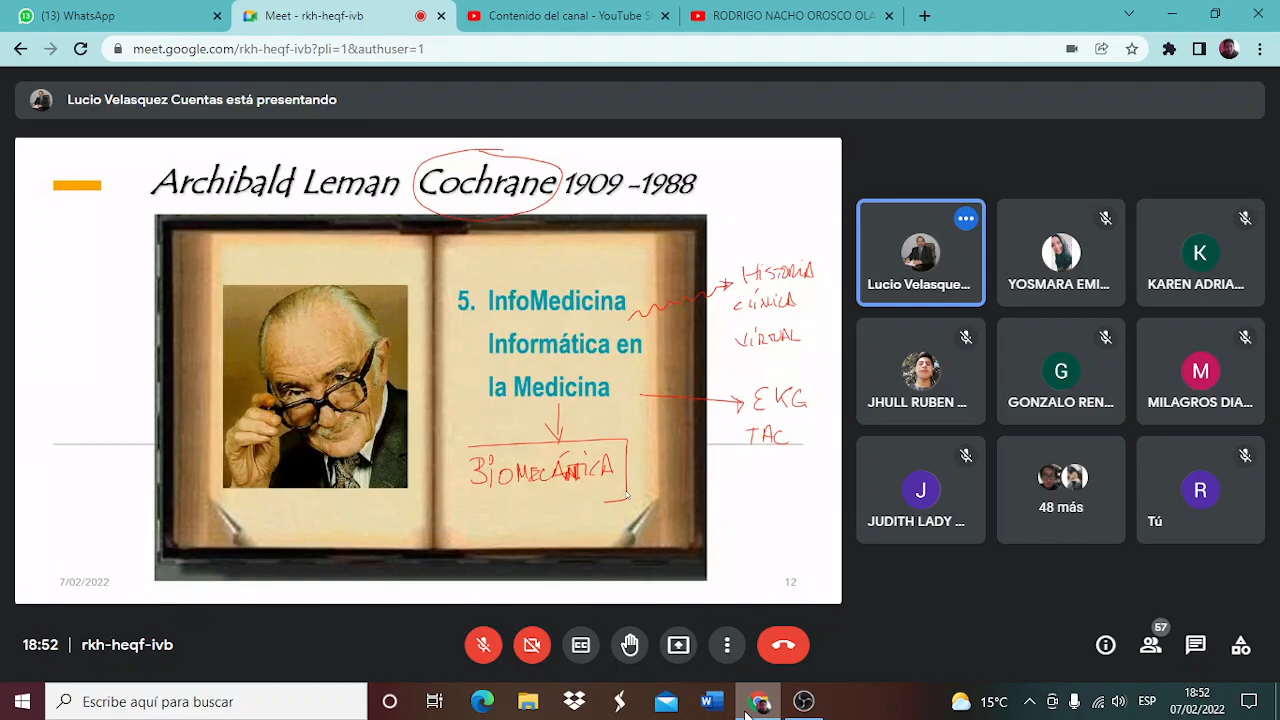 (13) WhatsApp
Meet - rkh-heqf-ivb
Contenido del canal - YouTube S
RODRIGO NACHO OROSCO OLA
meet.google.com/rkh-heqf-ivb?pli=1&authuser=1
Lucio Velasquez Cuentas está presentando
Archibald Leman Cochrane 1909 -1988
5. InfoMedicina
Informática en
la Medicina
HISTORIA
CLÍNICA
VIRTUAL
EKG
TAC
BIOMECÁNICA
7/02/2022
12
Lucio Velasque...
YOSMARA EMI...
K
KAREN ADRIA...
JHULL RUBEN ...
G
GONZALO REN...
M
MILAGROS DIA...
J
JUDITH LADY ...
48 más
R
Tú
18:52
rkh-heqf-ivb
67
Escribe aquí para buscar
W
15°C
ESP
18:52
07/02/2022